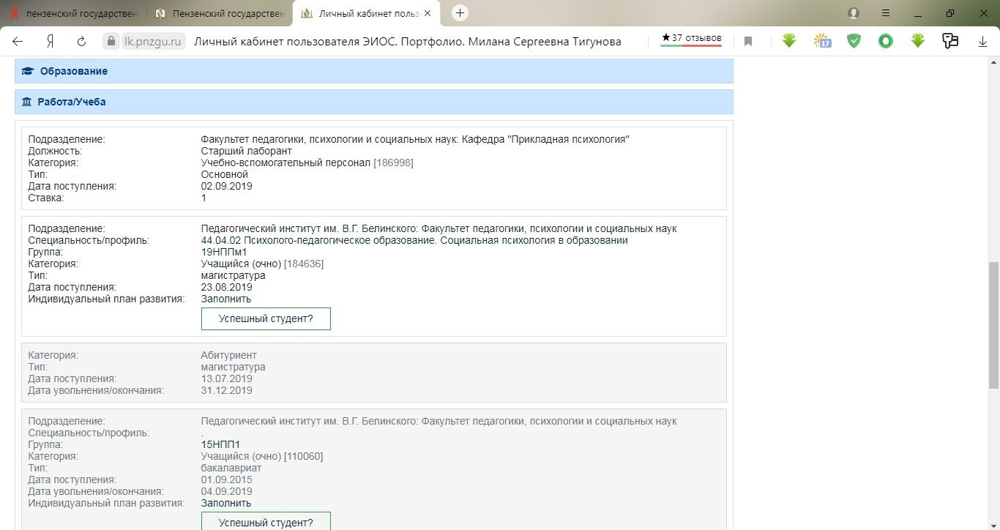 пензенский государствен
Пензенский государствен
Личный кабинет польз
lk.pnzgu.ru Личный кабинет пользователя ЭИОС. Портфолио. Милана Сергеевна Тигунова
★37 отзывов
17
Образование
Работа/Учеба
Подразделение: Факультет педагогики, психологии и социальных наук: Кафедра "Прикладная психология"
Должность: Старший лаборант
Категория: Учебно-вспомогательный персонал [186998]
Тип: Основной
Дата поступления: 02.09.2019
Ставка: 1
Подразделение: Педагогический институт им. В.Г. Белинского: Факультет педагогики, психологии и социальных наук
Специальность/профиль: 44.04.02 Психолого-педагогическое образование. Социальная психология в образовании
Группа: 19НППм1
Категория: Учащийся (очно) [184636]
Тип: магистратура
Дата поступления: 23.08.2019
Индивидуальный план развития: Заполнить
Успешный студент?
Категория: Абитуриент
Тип: магистратура
Дата поступления: 13.07.2019
Дата увольнения/окончания: 31.12.2019
Подразделение: Педагогический институт им. В.Г. Белинского: Факультет педагогики, психологии и социальных наук
Специальность/профиль: .
Группа: 15НПП1
Категория: Учащийся (очно) [110060]
Тип: бакалавриат
Дата поступления: 01.09.2015
Дата увольнения/окончания: 04.09.2019
Индивидуальный план развития: Заполнить
Успешный студент?